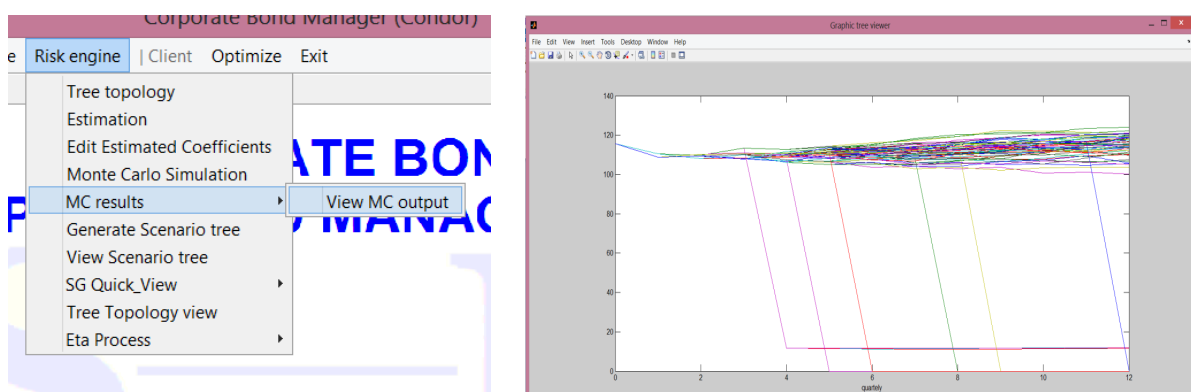 Corporate Bond Manager (Condor)
e Risk engine | Client Optimize Exit
Tree topology
Estimation
Edit Estimated Coefficients
Monte Carlo Simulation
MC results
View MC output
Generate Scenario tree
View Scenario tree
SG Quick_View
Tree Topology view
Eta Process
ATE BON
P
MANAG
Graphic tree viewer
File Edit View Insert Tools Desktop Window Help
140
120
100
80
60
40
20
0
0 2 4 6 8 10 12
quartely